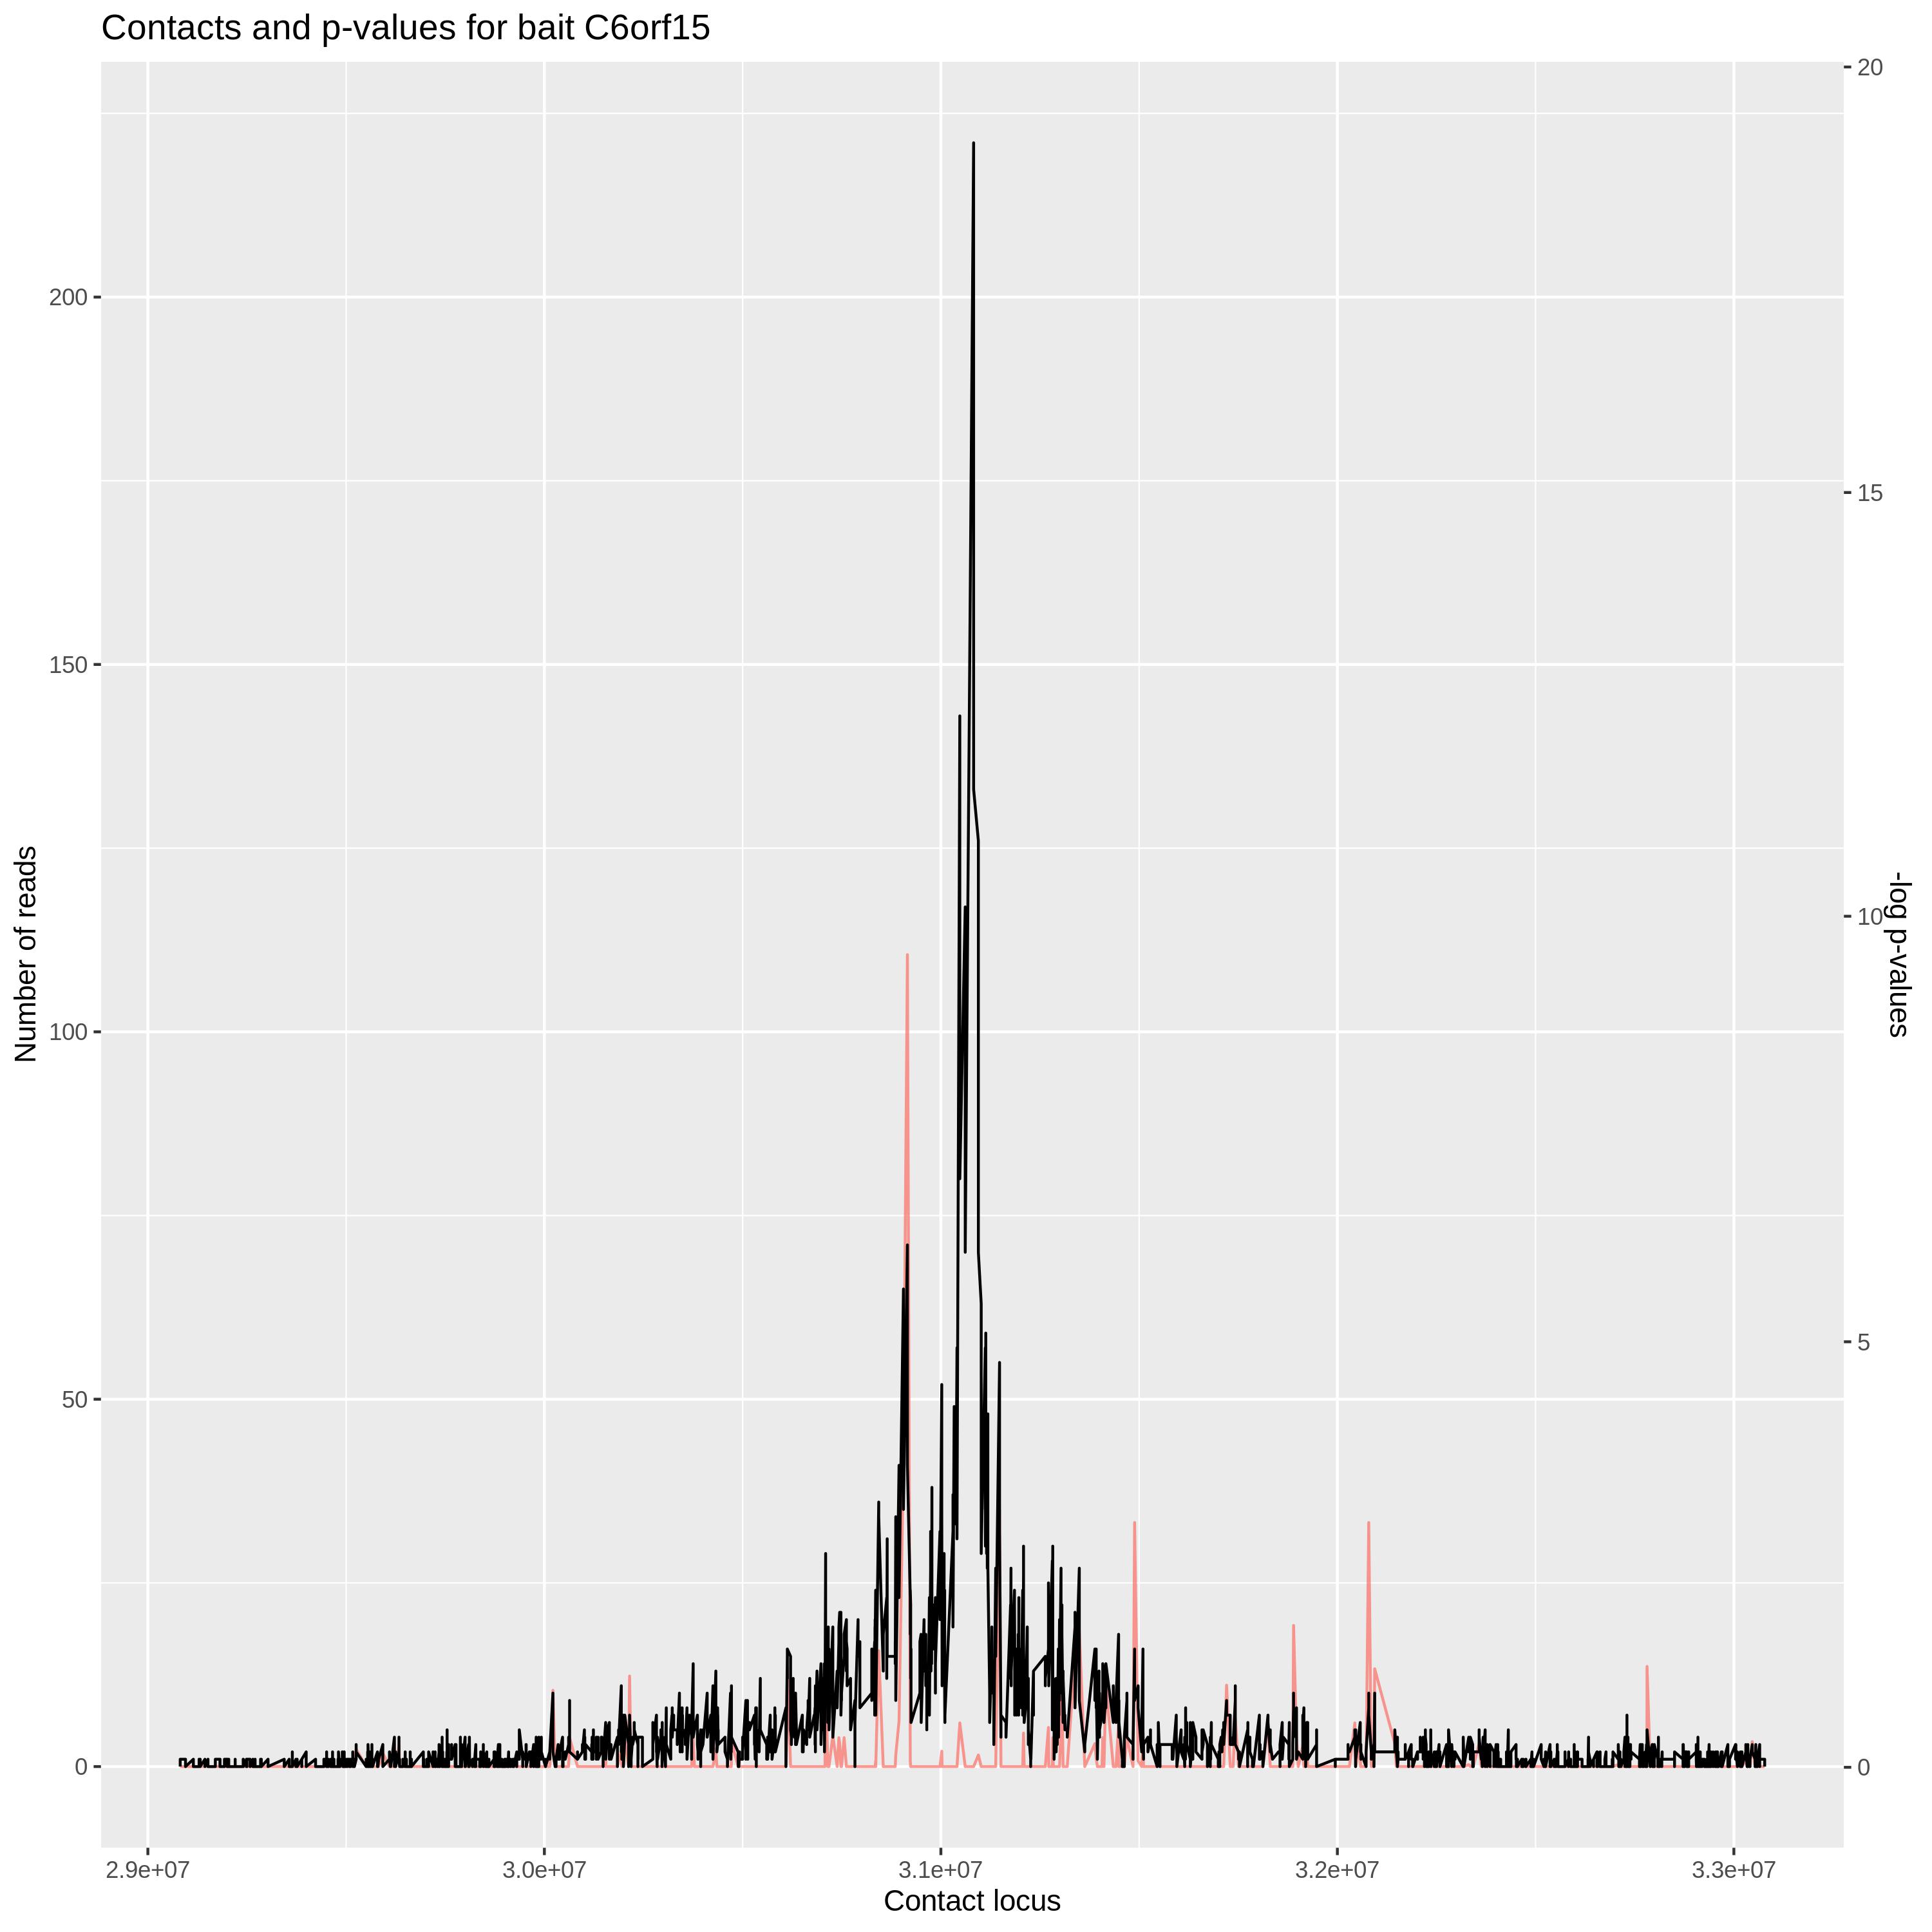 Contacts and p-values for bait C6orf15
Number of reads
200
150
100
50
0
20
15
10
5
0
-log p-values
2.9e+07 3.0e+07 3.1e+07 3.2e+07 3.3e+07
Contact locus